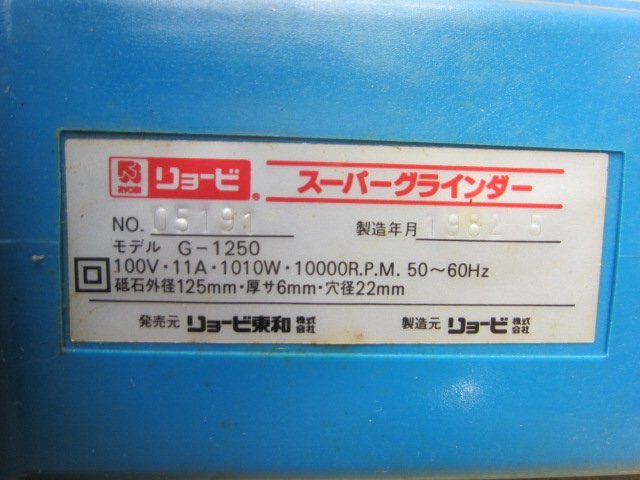 RYOBI リョービ® スーパーグラインダー
NO. 05191 製造年月 1982 5
モデル G-1250
100V・11A・1010W・10000R.P.M. 50～60Hz
砥石外径125mm・厚サ6mm・穴径22mm
発売元 リョービ東和株式会社 製造元 リョービ株式会社